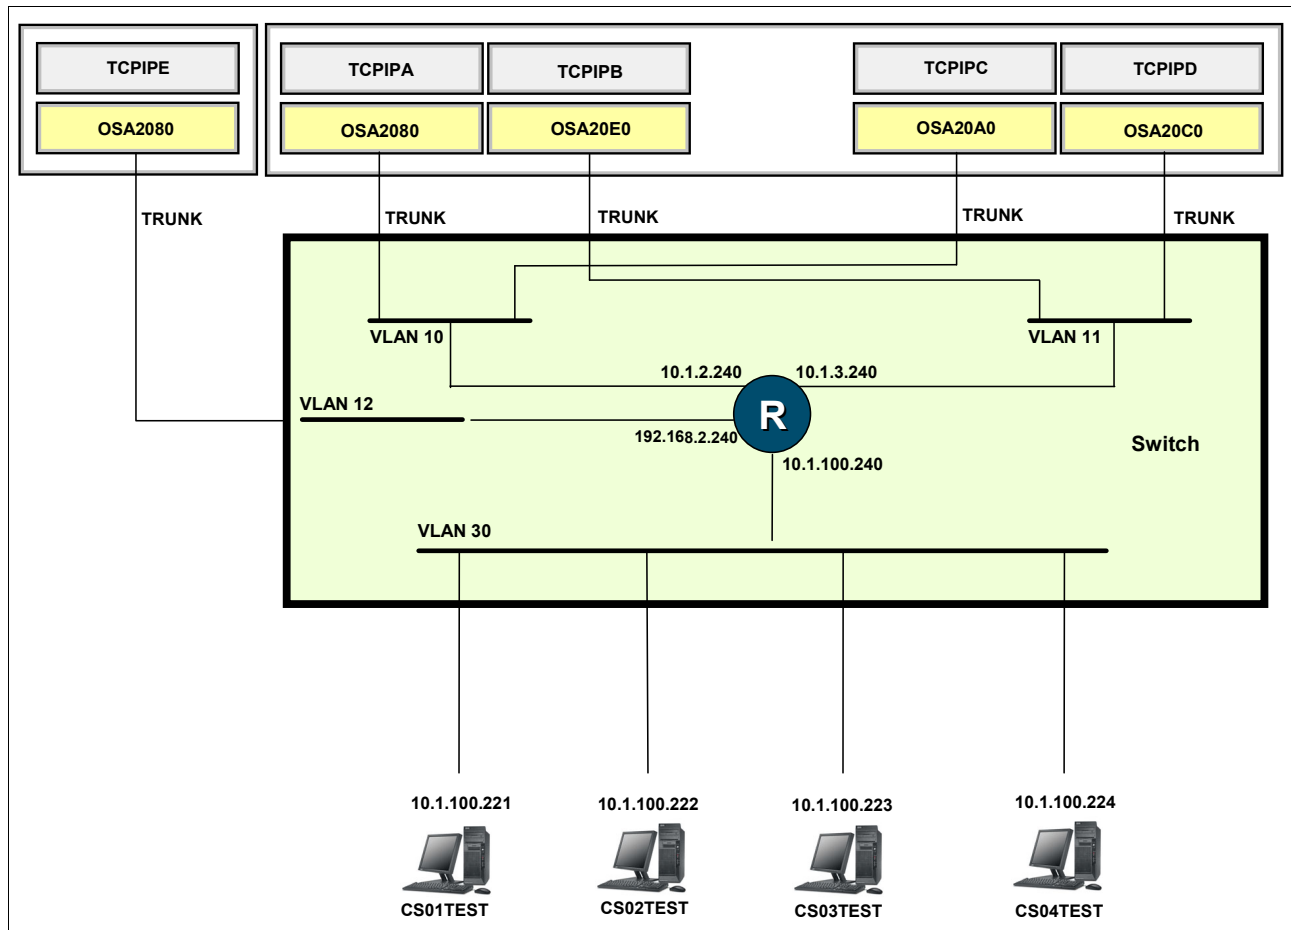 TCPIPE
TCPIPA
TCPIPB
TCPIPC
TCPIPD
OSA2080
OSA2080
OSA20E0
OSA20A0
OSA20C0
TRUNK
TRUNK
TRUNK
TRUNK
TRUNK
VLAN 10
VLAN 11
10.1.2.240
10.1.3.240
VLAN 12
R
192.168.2.240
Switch
10.1.100.240
VLAN 30
10.1.100.221
10.1.100.222
10.1.100.223
10.1.100.224
CS01TEST
CS02TEST
CS03TEST
CS04TEST